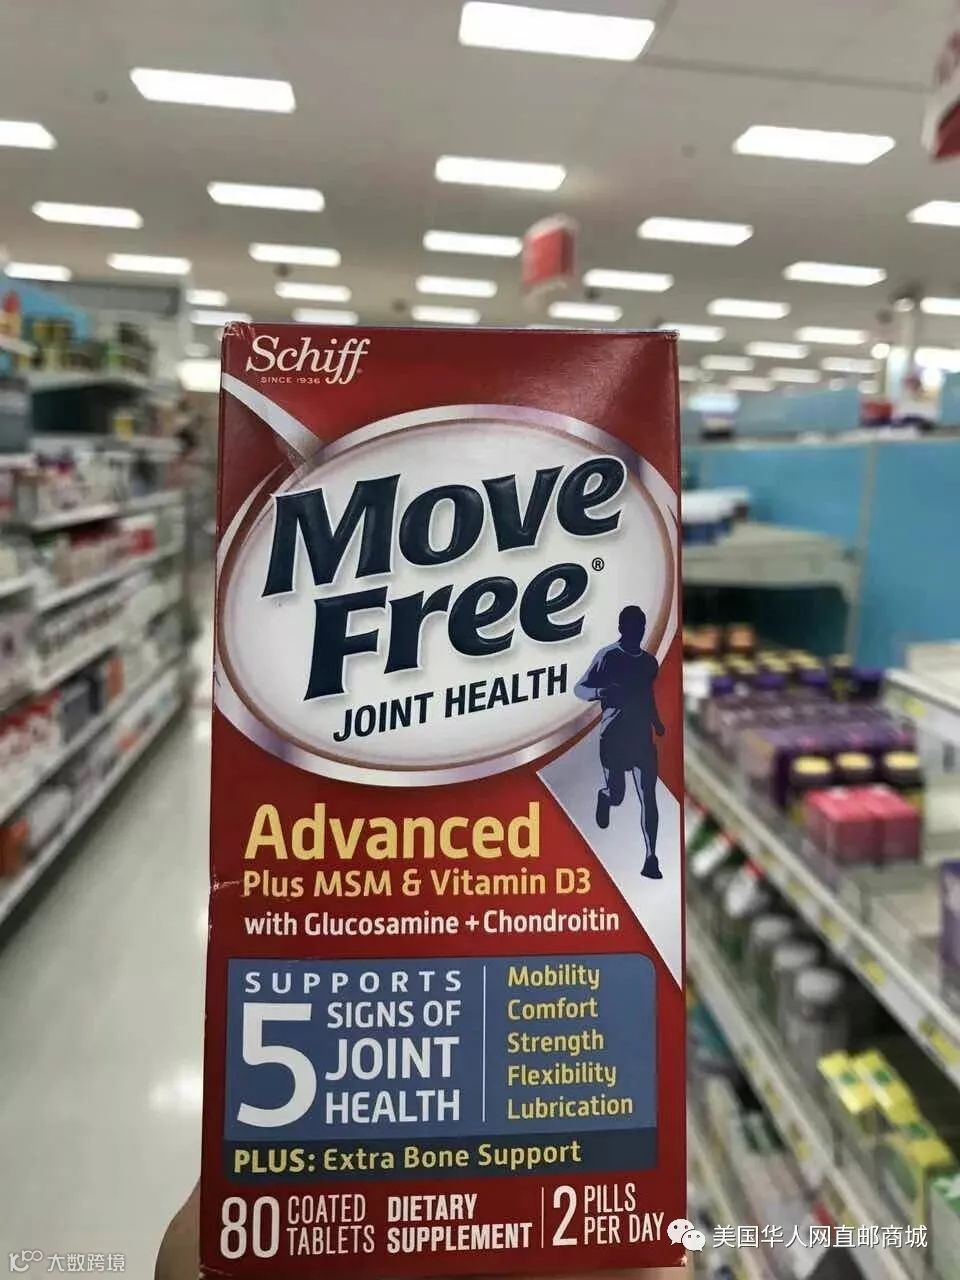 Schiff
SINCE 1936
Move
Free®
JOINT HEALTH
Advanced
Plus MSM & Vitamin D3
with Glucosamine + Chondroitin
SUPPORTS
5 SIGNS OF
JOINT
HEALTH
Mobility
Comfort
Strength
Flexibility
Lubrication
PLUS: Extra Bone Support
80 COATED
TABLETS
DIETARY
SUPPLEMENT
2 PILLS
PER DAY
美国华人网直邮商城
大数跨境